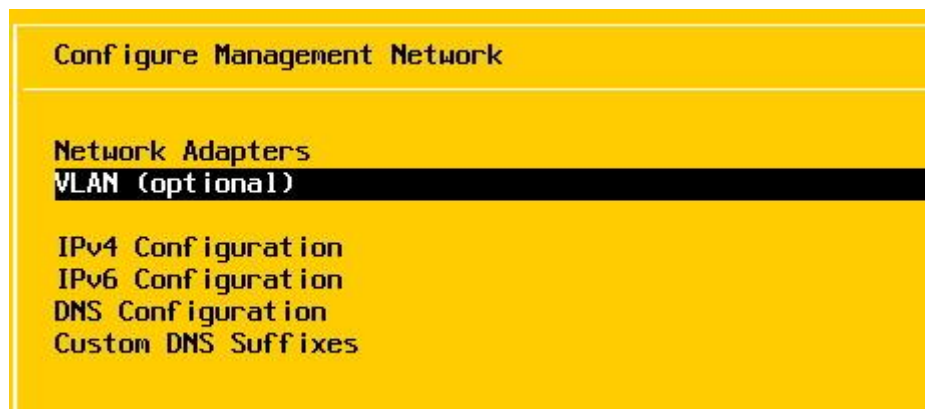 Configure Management Network
Network Adapters
VLAN (optional)
IPv4 Configuration
IPv6 Configuration
DNS Configuration
Custom DNS Suffixes